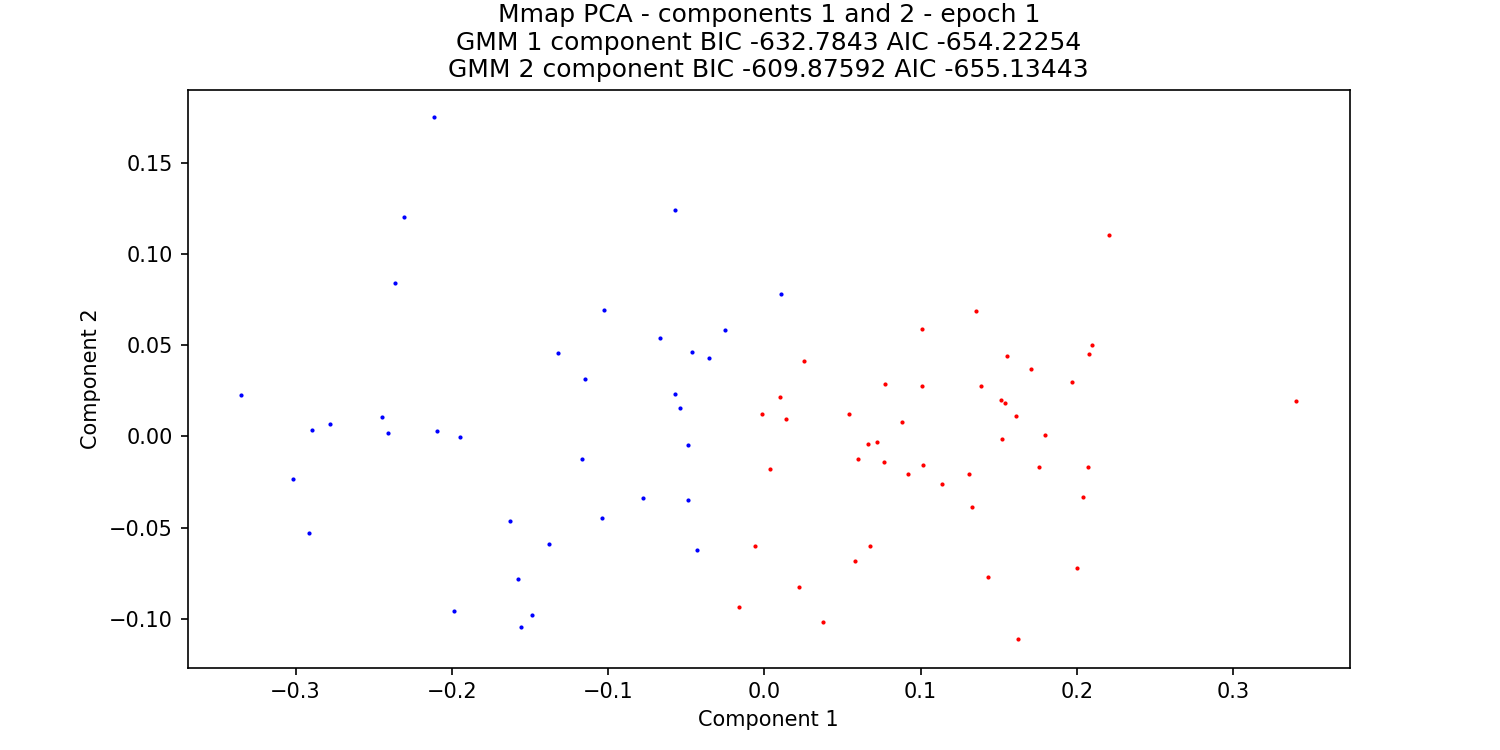 Mmap PCA - components 1 and 2 - epoch 1
GMM 1 component BIC -632.7843 AIC -654.22254
GMM 2 component BIC -609.87592 AIC -655.13443
0.15
0.10
0.05
0.00
−0.05
−0.10
Component 2
−0.3
−0.2
−0.1
0.0
0.1
0.2
0.3
Component 1